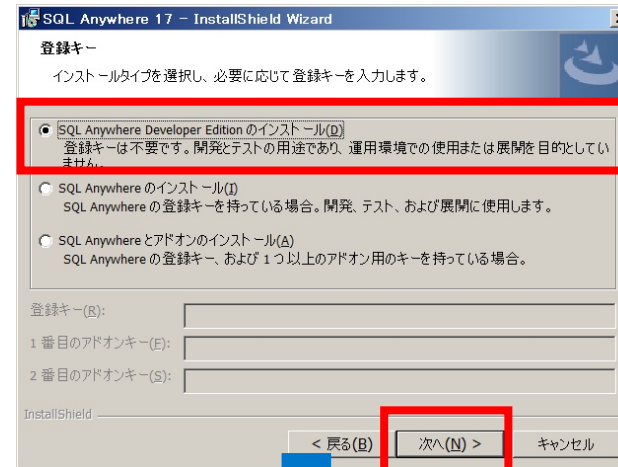 SQL Anywhere 17 - InstallShield Wizard
登録キー
インストールタイプを選択し、必要に応じて登録キーを入力します。
SQL Anywhere Developer Edition のインストール(D)
登録キーは不要です。開発とテストの用途であり、運用環境での使用または展開を目的としてい
ません。
SQL Anywhere のインストール(I)
SQL Anywhere の登録キーを持っている場合。開発、テスト、および展開に使用します。
SQL Anywhere とアドオンのインストール(A)
SQL Anywhere の登録キー、および 1 つ以上のアドオン用のキーを持っている場合。
登録キー(R):
1 番目のアドオンキー(E):
2 番目のアドオンキー(S):
InstallShield
< 戻る(B)
次へ(N) >
キャンセル